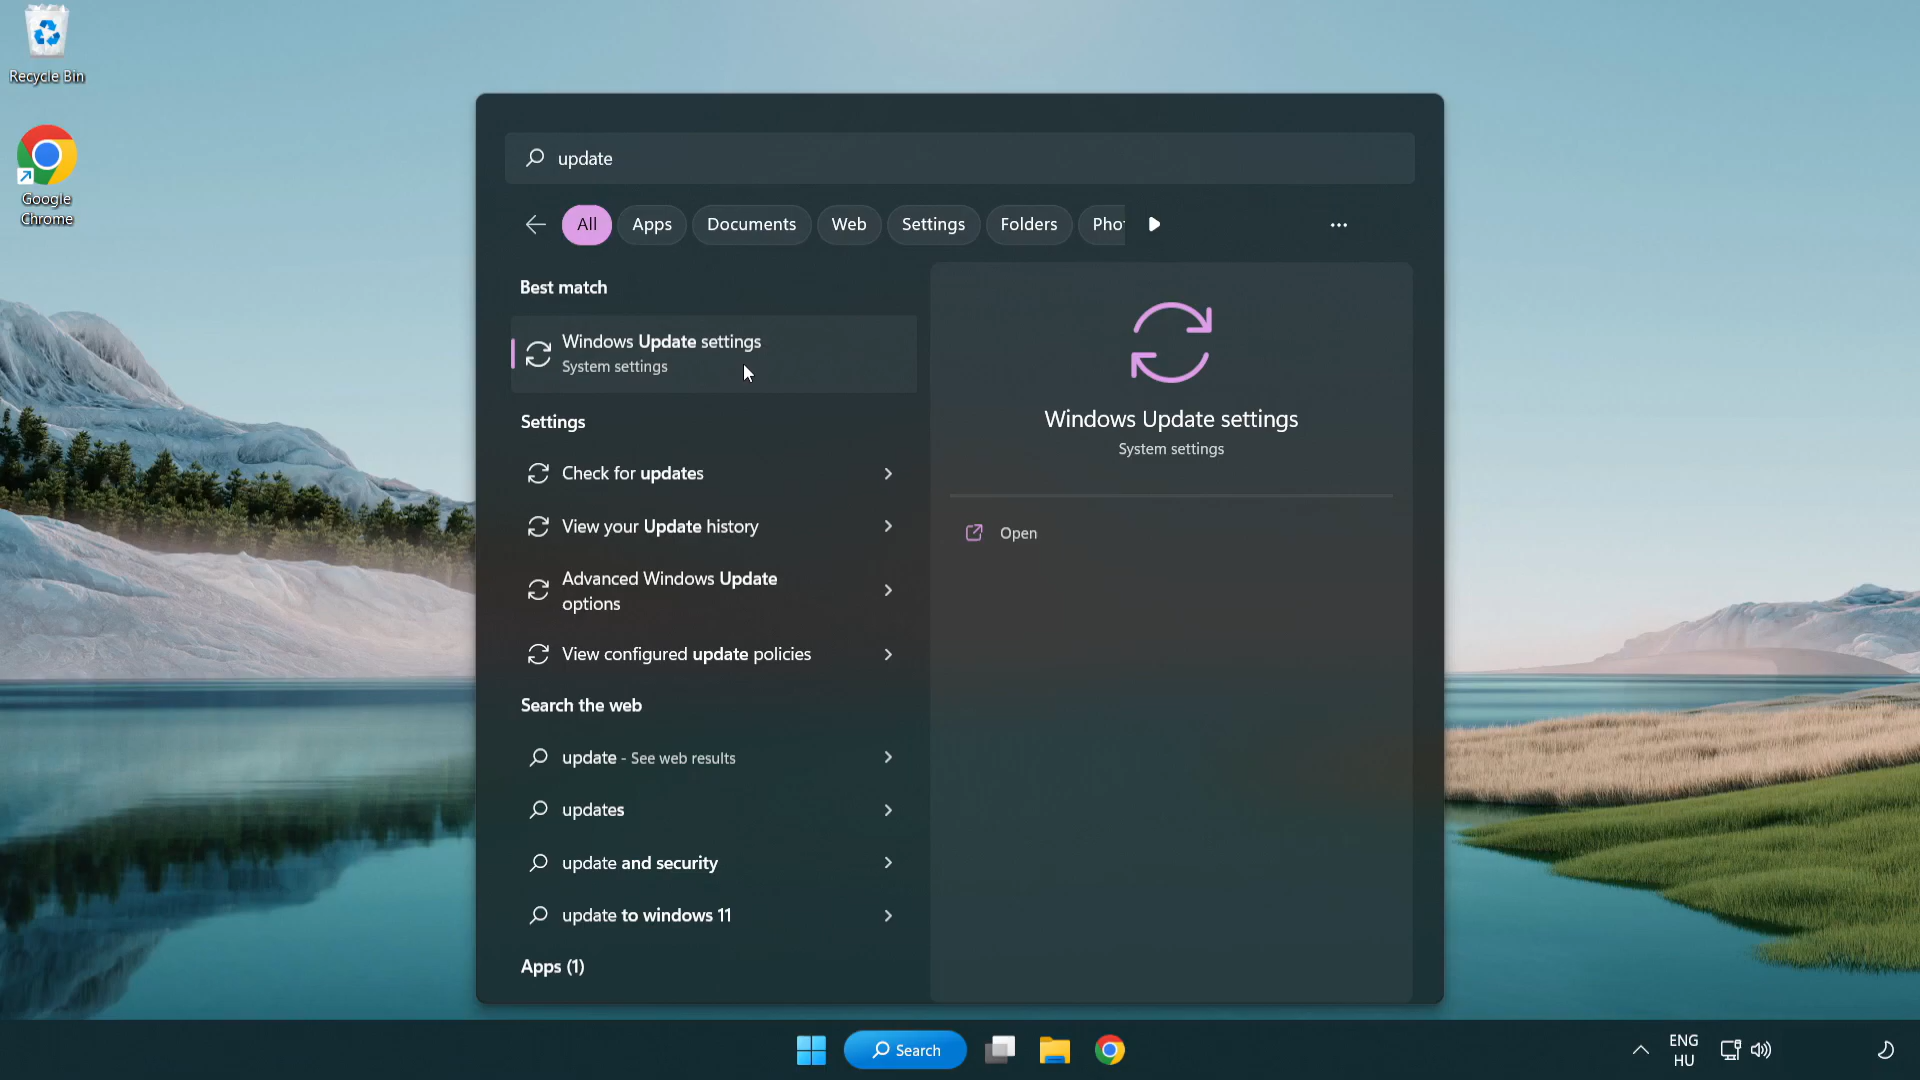 Recycle Bin
Google
Chrome
update
All
Apps
Documents
Web
Settings
Folders
Best match
Windows Update settings
System settings
Settings
Check for updates
View your Update history
Advanced Windows Update
options
View configured update policies
Search the web
update - See web results
updates
update and security
update to windows 11
Apps (1)
Windows Update settings
System settings
Open
Search
ENG
HU